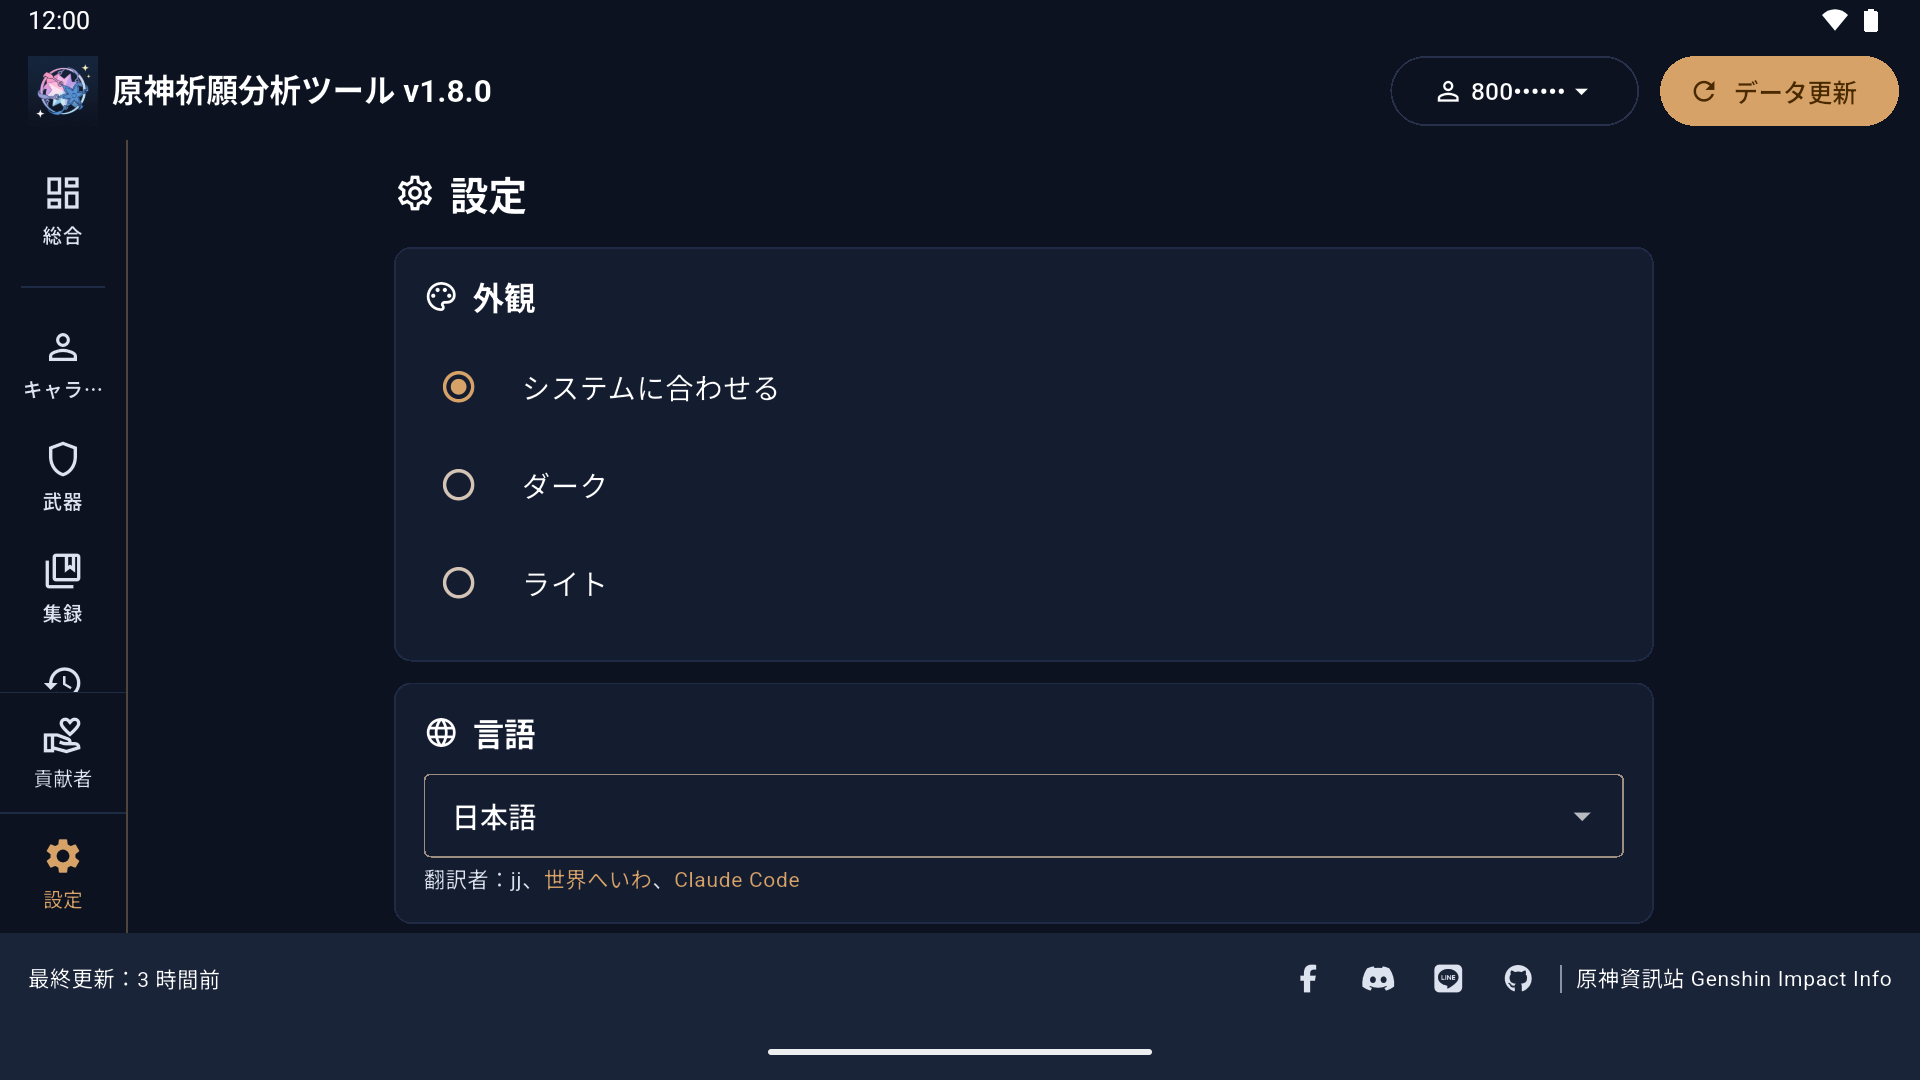 12:00
原神祈願分析ツール v1.8.0
800••••••
データ更新
総合
キャラ…
武器
集録
貢献者
設定
設定
外観
システムに合わせる
ダーク
ライト
言語
日本語
翻訳者：jj、世界へいわ、Claude Code
最終更新：3 時間前
LINE
原神資訊站 Genshin Impact Info